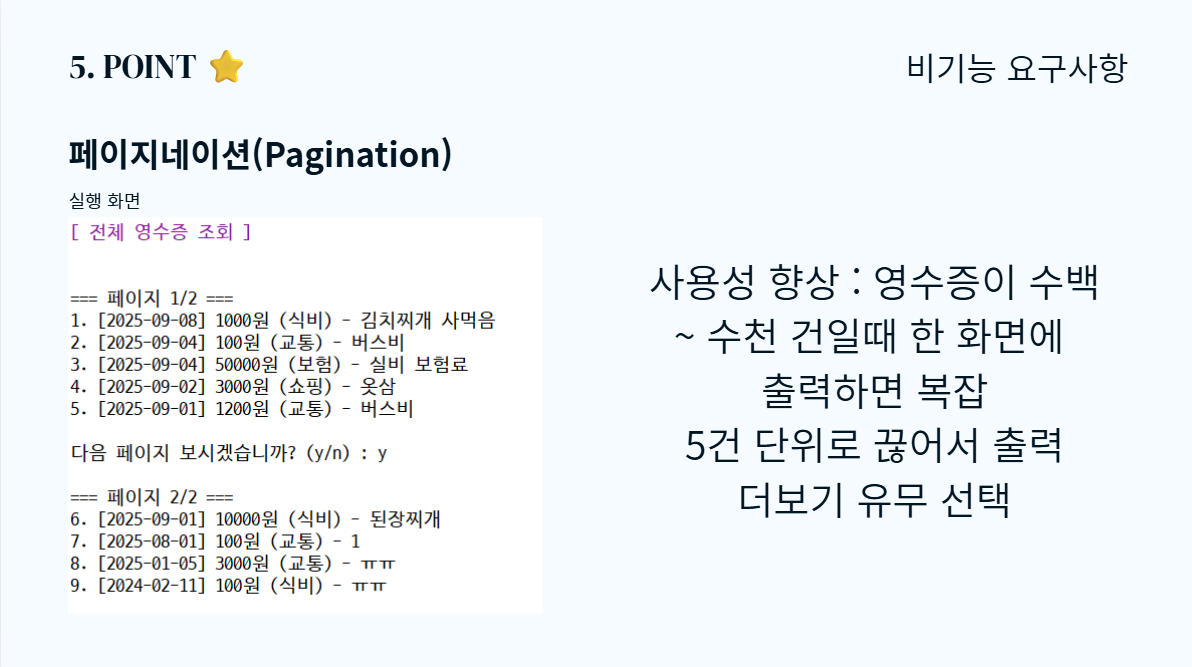 5. POINT ⭐
비기능 요구사항
페이지네이션(Pagination)
실행 화면
[ 전체 영수증 조회 ]
=== 페이지 1/2 ===
1. [2025-09-08] 1000원 (식비) - 김치찌개 사먹음
2. [2025-09-04] 100원 (교통) - 버스비
3. [2025-09-04] 50000원 (보험) - 실비 보험료
4. [2025-09-02] 3000원 (쇼핑) - 옷삼
5. [2025-09-01] 1200원 (교통) - 버스비
다음 페이지 보시겠습니까? (y/n) : y
=== 페이지 2/2 ===
6. [2025-09-01] 10000원 (식비) - 된장찌개
7. [2025-08-01] 100원 (교통) - 1
8. [2025-01-05] 3000원 (교통) - ㅠㅠ
9. [2024-02-11] 100원 (식비) - ㅠㅠ
사용성 향상 : 영수증이 수백
~ 수천 건일때 한 화면에
출력하면 복잡
5건 단위로 끊어서 출력
더보기 유무 선택